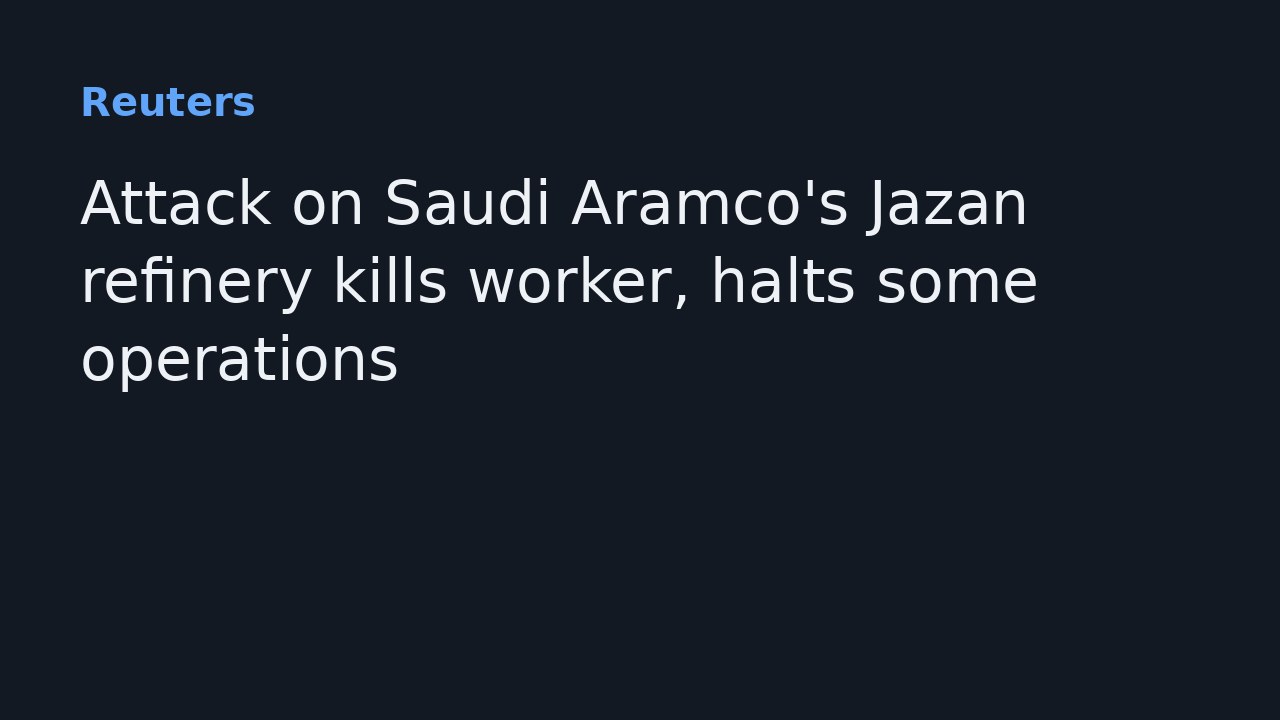 Reuters
Attack on Saudi Aramco's Jazan
refinery kills worker, halts some
operations